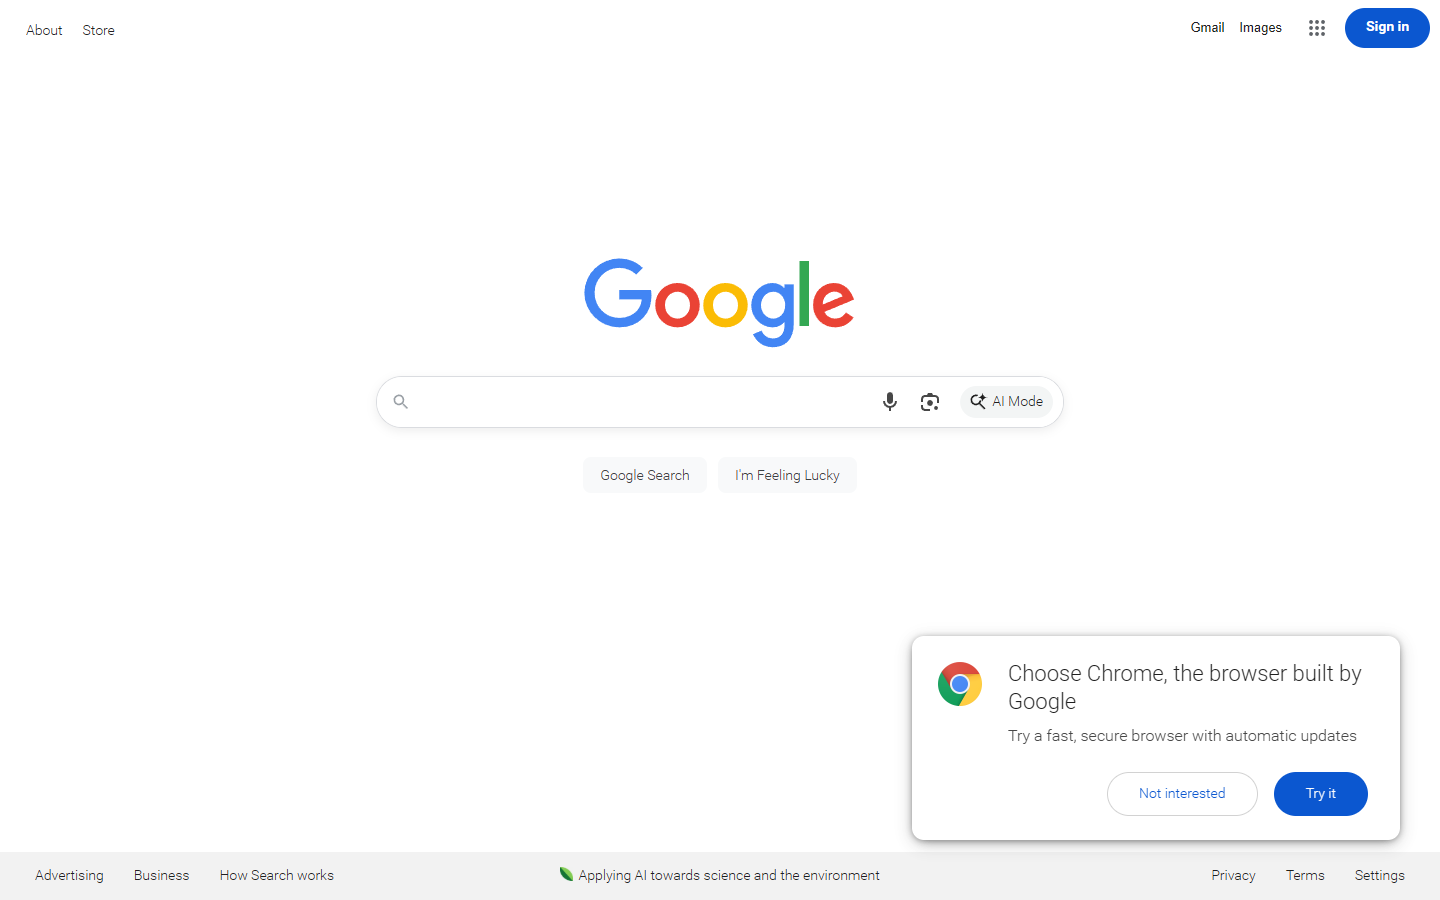 About Store
Gmail Images Sign in
Google
AI Mode
Google Search I'm Feeling Lucky
Choose Chrome, the browser built by
Google
Try a fast, secure browser with automatic updates
Not interested Try it
Advertising Business How Search works
Applying AI towards science and the environment
Privacy Terms Settings